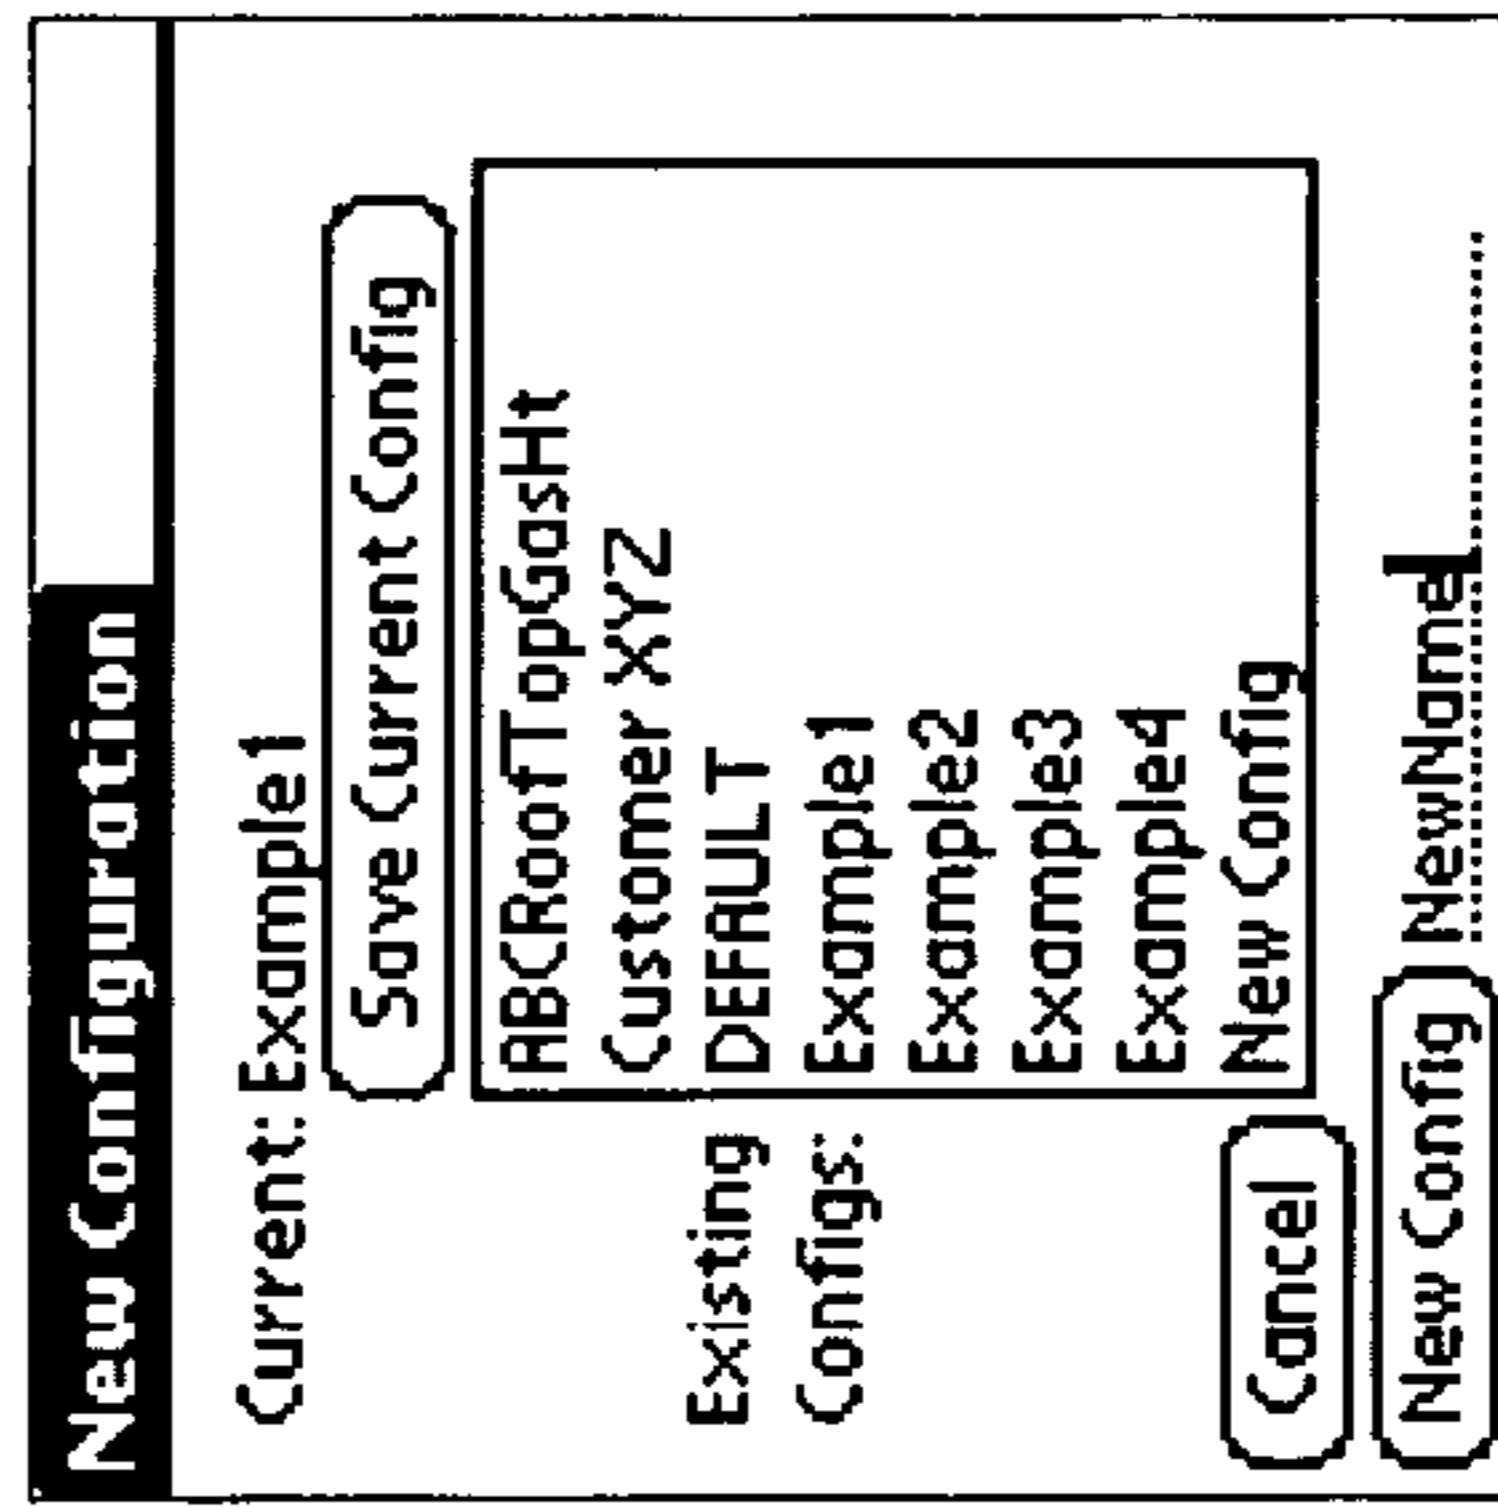 New Configuration
Current: Example1
Save Current Config
Existing
Configs:
ABCRoofTopGasHt
Customer XYZ
DEFAULT
Example1
Example2
Example3
Example4
New Config
Cancel
New Config NewName